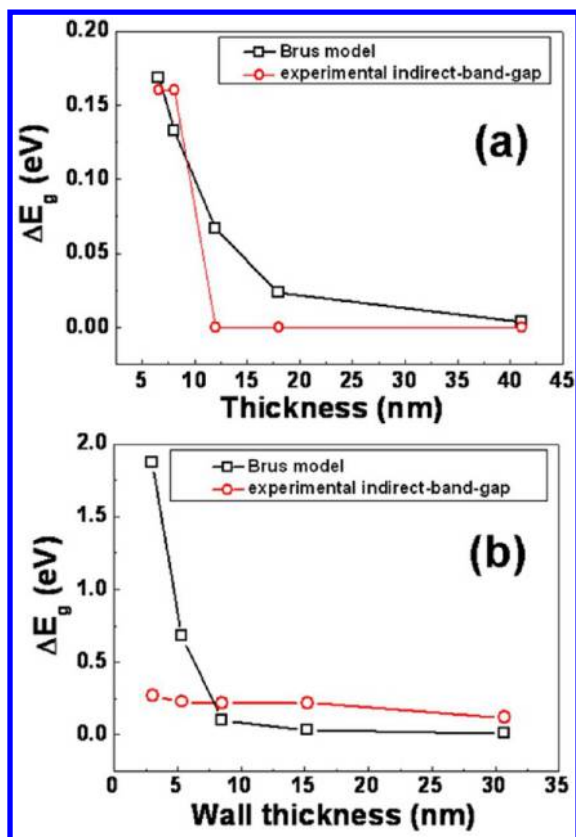 0.20
0.15
0.10
0.05
0.00
ΔEg (eV)
Brus model
experimental indirect-band-gap
(a)
5 10 15 20 25 30 35 40 45
Thickness (nm)
2.0
1.5
1.0
0.5
0.0
ΔEg (eV)
Brus model
experimental indirect-band-gap
(b)
0 5 10 15 20 25 30 35
Wall thickness (nm)